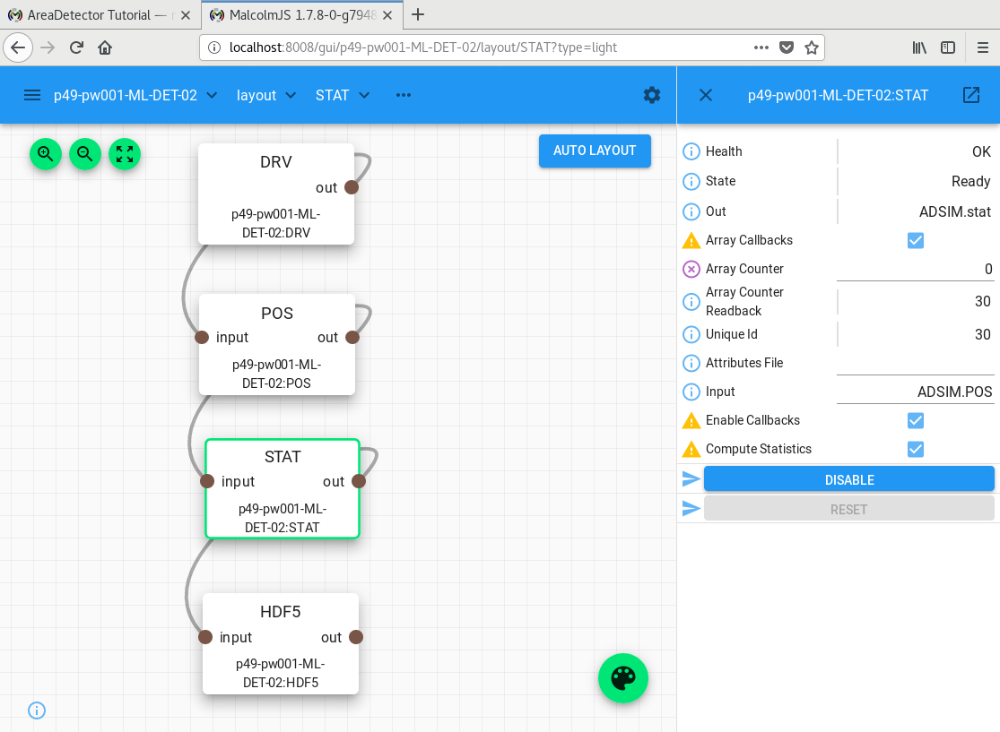 AreaDetector Tutorial —
MalcolmJS 1.7.8-0-g7948
localhost:8008/gui/p49-pw001-ML-DET-02/layout/STAT?type=light
p49-pw001-ML-DET-02
layout
STAT
p49-pw001-ML-DET-02:STAT
AUTO LAYOUT
DRV
out
p49-pw001-ML-
DET-02:DRV
POS
input out
p49-pw001-ML-
DET-02:POS
STAT
input out
p49-pw001-ML-
DET-02:STAT
HDF5
input out
p49-pw001-ML-
DET-02:HDF5
Health OK
State Ready
Out ADSIM.stat
Array Callbacks
Array Counter 0
Array Counter
Readback 30
Unique Id 30
Attributes File
Input ADSIM.POS
Enable Callbacks
Compute Statistics
DISABLE
RESET